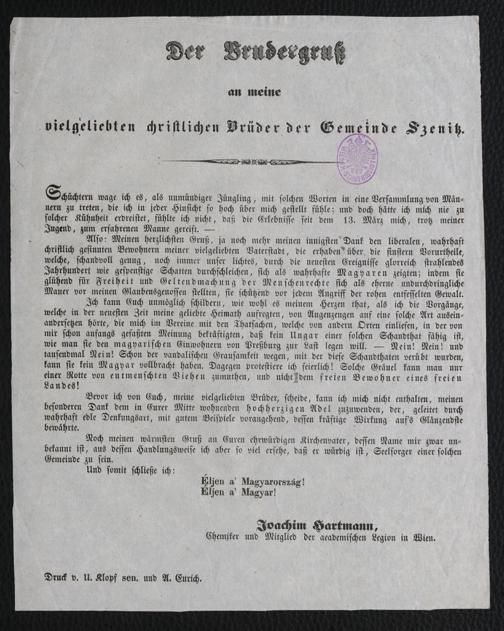 Der Brudergruß
an meine
vielgeliebten christlichen Brüder der Gemeinde Szenitz.
Schüchtern wage ich es, als unmündiger Jüngling, mit solchen Worten in eine Versammlung von Män-
nern zu treten, die ich in jeder Hinsicht so hoch über mich gestellt fühle; und doch hätte ich mich nie zu
solcher Kühnheit erdreistet, fühlte ich nicht, daß die Erlebnisse seit dem 13. März mich, trotz meiner
Jugend, zum erfahrenen Manne gereift. —
Also: Meinen herzlichsten Gruß, ja noch mehr meinen innigsten Dank den liberalen, wahrhaft
christlich gesinnten Bewohnern meiner vielgeliebten Vaterstadt, die erhaben über die finstern Vorurtheile,
welche, schandvoll genug, noch immer unser lichtes, durch die neuesten Ereignisse glorreich strahlendes
Jahrhundert wie gespenstige Schatten durchschleichen, sich als wahrhafte Magyaren zeigten; indem sie
glühend für Freiheit und Geltendmachung der Menschenrechte sich als eherne undurchdringliche
Mauer vor meinen Glaubensgenossen stellten, sie schützend vor jedem Angriff der rohen entfesselten Gewalt.
Ich kann Euch unmöglich schildern, wie wohl es meinem Herzen that, als ich die Vorgänge,
welche in der neuesten Zeit meine geliebte Heimath aufregten, von Augenzeugen auf eine solche Art ausein-
andersetzen hörte, die mich im Vereine mit den Thatsachen, welche von andern Orten einliefen, in der von
mir schon anfangs gefaßten Meinung bekräftigten, daß kein Ungar einer solchen Schandthat fähig ist,
wie man sie den magyarischen Einwohnern von Preßburg zur Last legen will. — Nein! Nein! und
tausendmal Nein! Schon der vandalischen Grausamkeit wegen, mit der diese Schandthaten verübt wurden,
kann sie kein Magyar vollbracht haben. Dagegen protestiere ich feierlich! Solche Gräuel kann man nur
einer Rotte von entmenschten Viehen zumuthen, und nicht den freien Bewohner eines freien
Landes!
Bevor ich von Euch, meine vielgeliebten Brüder, scheide, kann ich mich nicht enthalten, meinen
besonderen Dank dem in Eurer Mitte wohnenden hochherzigen Adel zuzuwenden, der, geleitet durch
wahrhaft edle Denkungsart, mit gutem Beispiele vorangehend, dessen kräftige Wirkung auf's Glänzendste
bewährte.
Noch meinen wärmsten Gruß an Euren ehrwürdigen Kirchenvater, dessen Name mir zwar un-
bekannt ist, aus dessen Handlungsweise ich aber so viel ersehe, daß er würdig ist, Seelsorger einer solchen
Gemeinde zu sein.
Und somit schließe ich:
Éljen a' Magyarország!
Éljen a' Magyar!
Joachim Hartmann,
Chemiker und Mitglied der academischen Legion in Wien.
Druck v. U. Klopf sen. und A. Eurich.